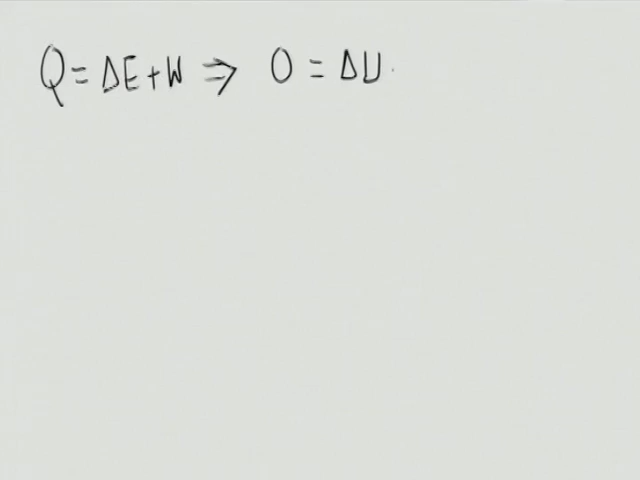 Q = ΔE + W ⇒ 0 = ΔU